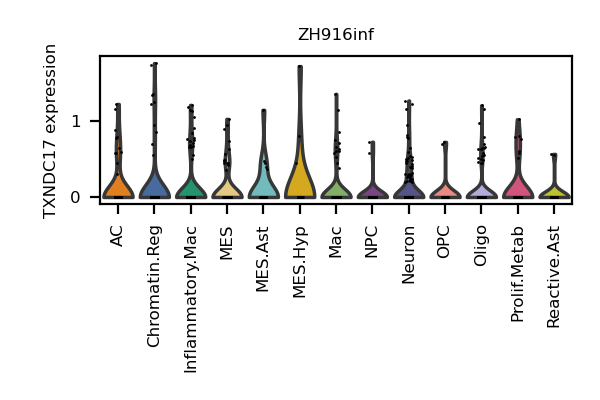 ZH916inf
TXNDC17 expression
1
0
AC
Chromatin.Reg
Inflammatory.Mac
MES
MES.Ast
MES.Hyp
Mac
NPC
Neuron
OPC
Oligo
Prolif.Metab
Reactive.Ast